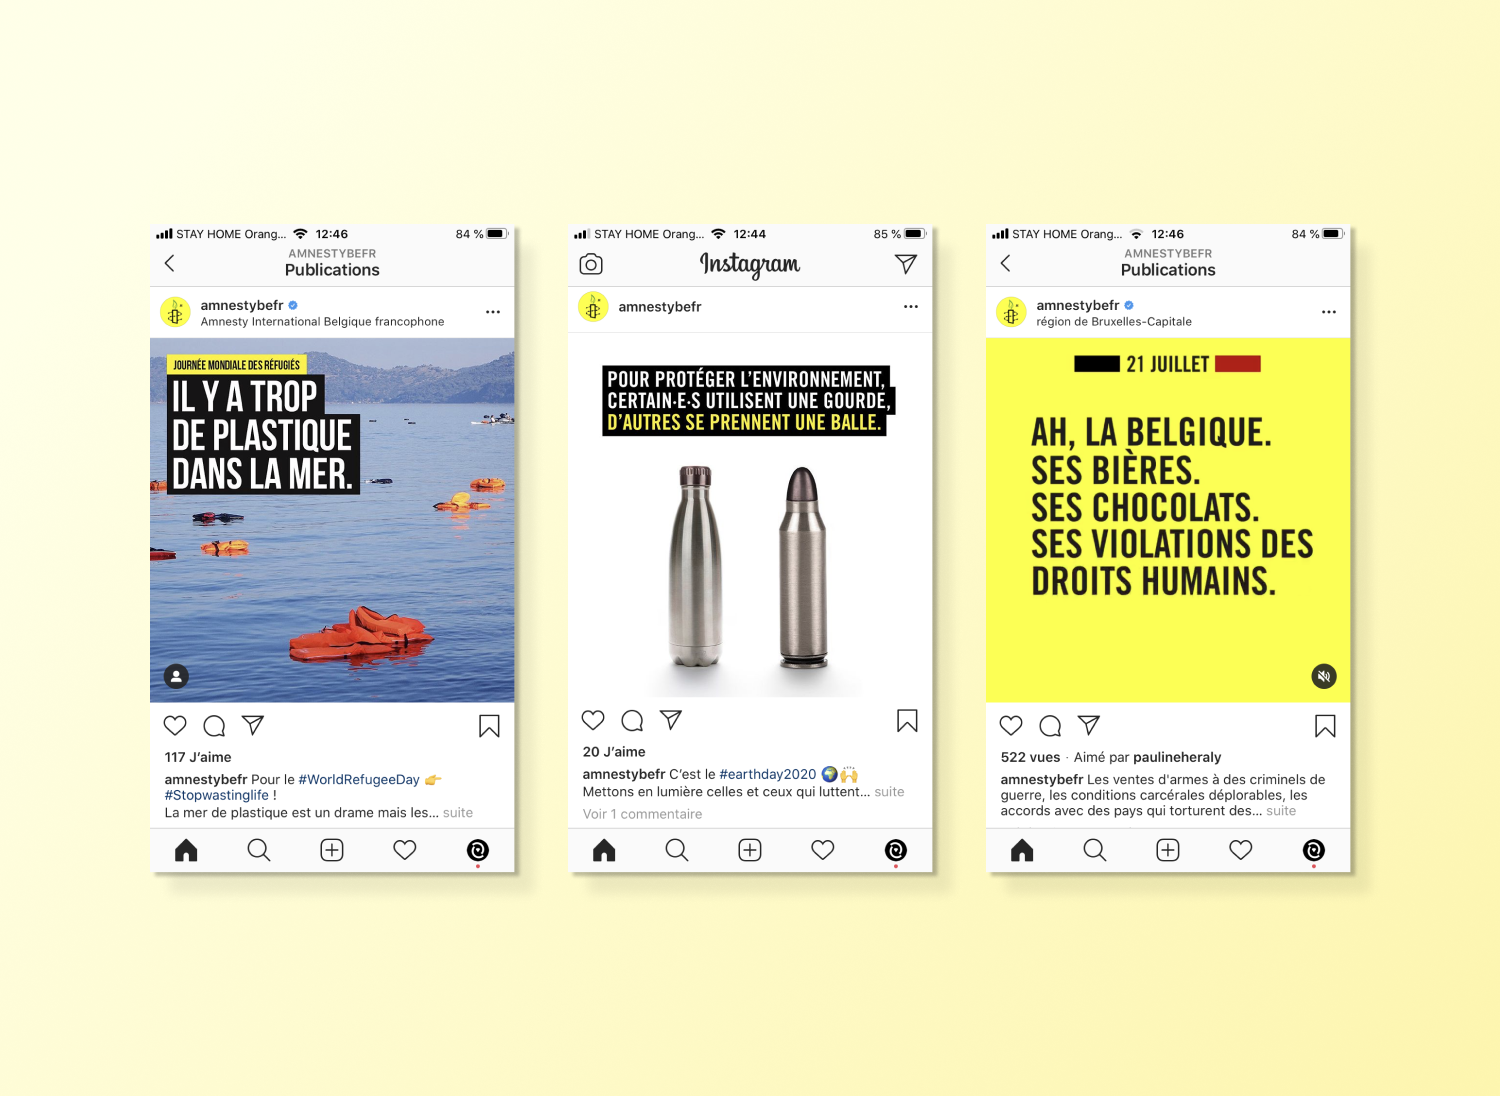 STAY HOME Orang... 12:46 84 %
AMNESTYBEFR
Publications
amnestybefr
Amnesty International Belgique francophone
JOURNÉE MONDIALE DES RÉFUGIÉS
IL Y A TROP
DE PLASTIQUE
DANS LA MER.
117 J’aime
amnestybefr Pour le #WorldRefugeeDay 👉
#Stopwastinglife !
La mer de plastique est un drame mais les... suite
STAY HOME Orang... 12:44 85 %
Instagram
amnestybefr
POUR PROTÉGER L’ENVIRONNEMENT,
CERTAIN·E·S UTILISENT UNE GOURDE,
D’AUTRES SE PRENNENT UNE BALLE.
20 J’aime
amnestybefr C’est le #earthday2020 🌍🙌
Mettons en lumière celles et ceux qui luttent... suite
Voir 1 commentaire
STAY HOME Orang... 12:46 84 %
AMNESTYBEFR
Publications
amnestybefr
région de Bruxelles-Capitale
21 JUILLET
AH, LA BELGIQUE.
SES BIÈRES.
SES CHOCOLATS.
SES VIOLATIONS DES
DROITS HUMAINS.
522 vues · Aimé par paulineheraly
amnestybefr Les ventes d'armes à des criminels de
guerre, les conditions carcérales déplorables, les
accords avec des pays qui torturent des... suite